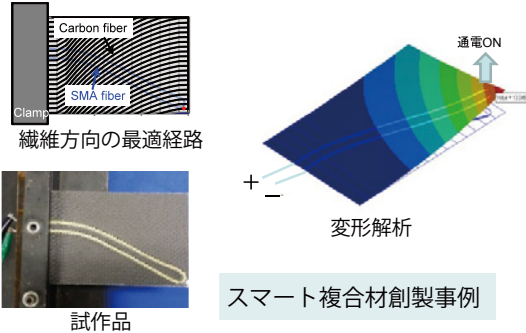 Carbon fiber
SMA fiber
Clamp
繊維方向の最適経路
通電ON
＋
−
変形解析
試作品
スマート複合材創製事例